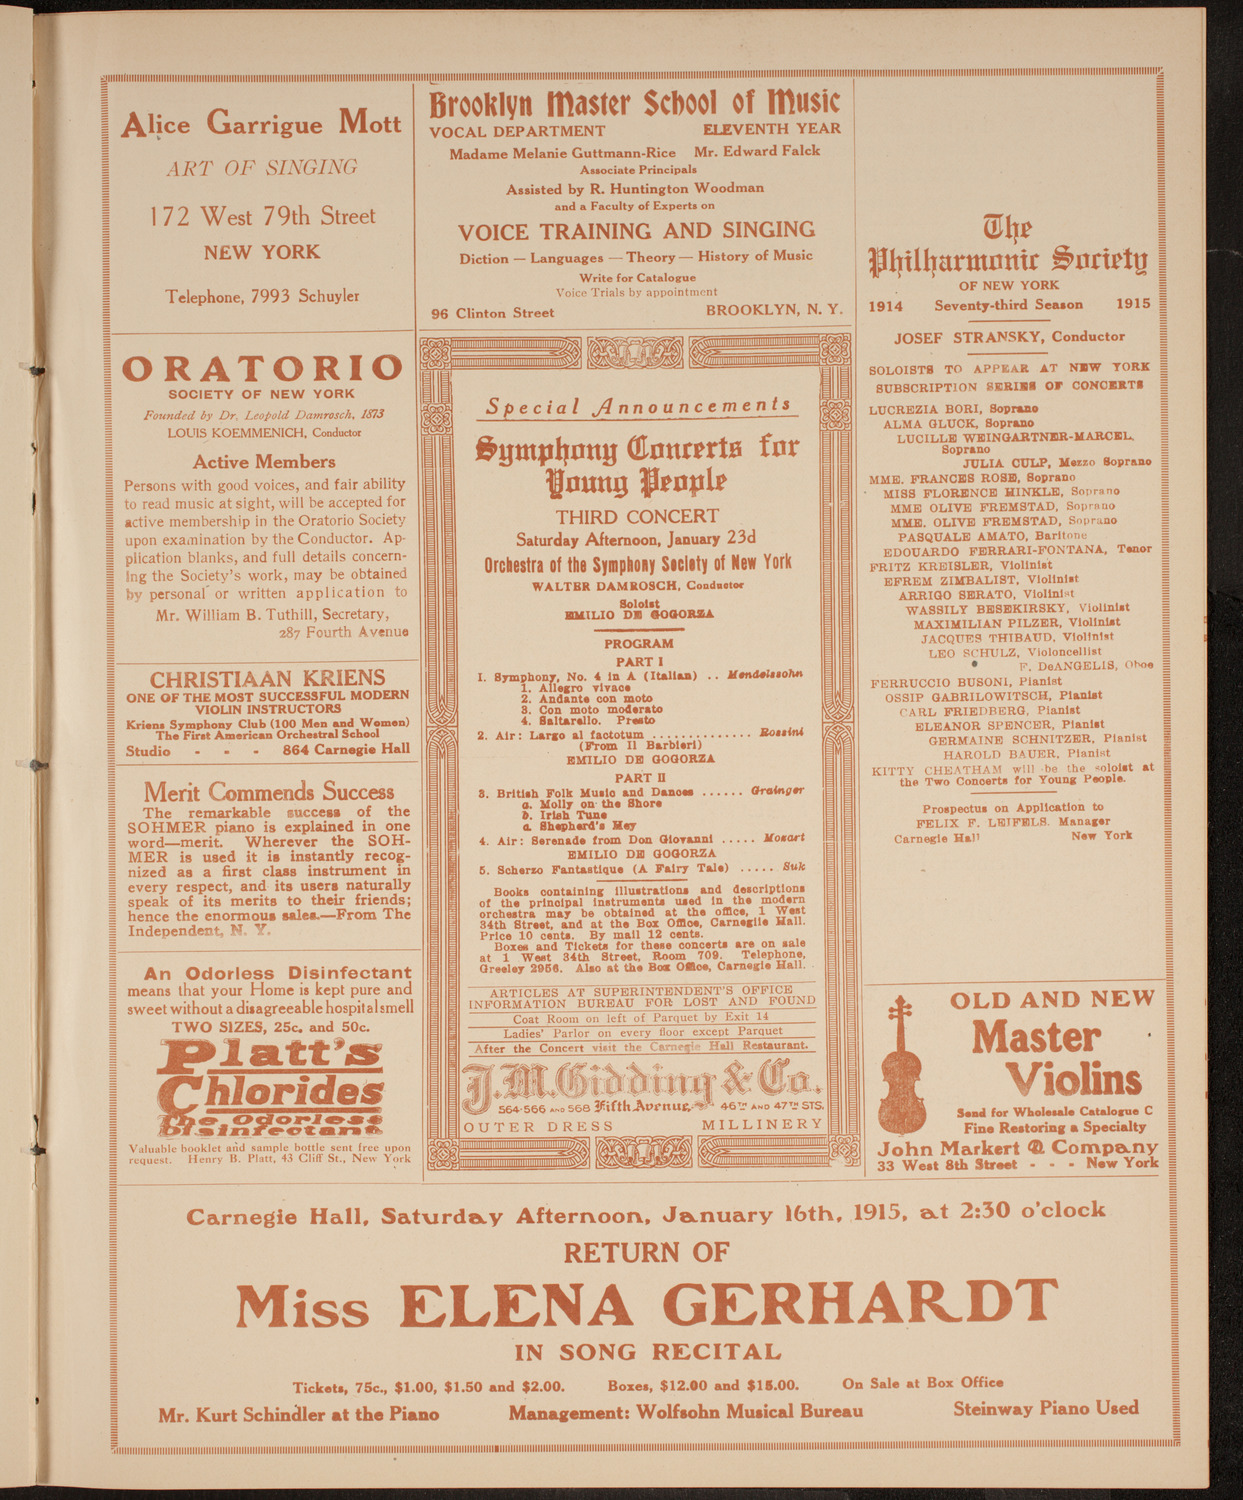 Alice Garrigue Mott
ART OF SINGING
172 West 79th Street
NEW YORK
Telephone, 7993 Schuyler
ORATORIO
SOCIETY OF NEW YORK
Founded by Dr. Leopold Damrosch, 1873
LOUIS KOEMMENICH, Conductor
Active Members
Persons with good voices, and fair ability
to read music at sight, will be accepted for
active membership in the Oratorio Society
upon examination by the Conductor. Ap-
plication blanks, and full details concern-
ing the Society's work, may be obtained
by personal or written application to
Mr. William B. Tuthill, Secretary,
287 Fourth Avenue
CHRISTIAAN KRIENS
ONE OF THE MOST SUCCESSFUL MODERN
VIOLIN INSTRUCTORS
Kriens Symphony Club (100 Men and Women)
The First American Orchestral School
Studio - - - 864 Carnegie Hall
Merit Commends Success
The remarkable success of the
SOHMER piano is explained in one
word—merit. Wherever the SOH-
MER is used it is instantly recog-
nized as a first class instrument in
every respect, and its users naturally
speak of its merits to their friends;
hence the enormous sales.—From The
Independent, N. Y.
An Odorless Disinfectant
means that your Home is kept pure and
sweet without a disagreeable hospital smell
TWO SIZES, 25c. and 50c.
Platt's
Chlorides
The Odorless
Disinfectant
Valuable booklet and sample bottle sent free upon
request. Henry B. Platt, 43 Cliff St., New York
Brooklyn Master School of Music
VOCAL DEPARTMENT ELEVENTH YEAR
Madame Melanie Guttmann-Rice Mr. Edward Falck
Associate Principals
Assisted by R. Huntington Woodman
and a Faculty of Experts on
VOICE TRAINING AND SINGING
Diction — Languages — Theory — History of Music
Write for Catalogue
Voice Trials by appointment
96 Clinton Street BROOKLYN, N. Y.
Special Announcements
Symphony Concerts for
Young People
THIRD CONCERT
Saturday Afternoon, January 23d
Orchestra of the Symphony Society of New York
WALTER DAMROSCH, Conductor
Soloist
EMILIO DE GOGORZA
PROGRAM
PART I
1. Symphony, No. 4 in A (Italian) .. Mendelssohn
1. Allegro vivace
2. Andante con moto
3. Con moto moderato
4. Saltarello. Presto
2. Air: Largo al factotum .............. Rossini
(From Il Barbieri)
EMILIO DE GOGORZA
PART II
3. British Folk Music and Dances ...... Grainger
a. Molly on the Shore
b. Irish Tune
c. Shepherd's Hey
4. Air: Serenade from Don Giovanni ..... Mozart
EMILIO DE GOGORZA
5. Scherzo Fantastique (A Fairy Tale) ..... Suk
Books containing illustrations and descriptions
of the principal instruments used in the modern
orchestra may be obtained at the office, 1 West
34th Street, and at the Box Office, Carnegie Hall.
Price 10 cents. By mail 12 cents.
Boxes and Tickets for these concerts are on sale
at 1 West 34th Street, Room 709. Telephone,
Greeley 2956. Also at the Box Office, Carnegie Hall.
ARTICLES AT SUPERINTENDENT'S OFFICE
INFORMATION BUREAU FOR LOST AND FOUND
Coat Room on left of Parquet by Exit 14
Ladies' Parlor on every floor except Parquet
After the Concert visit the Carnegie Hall Restaurant.
J.M. Gidding & Co.
564-566 AND 568 Fifth Avenue, 46TH AND 47TH STS.
OUTER DRESS MILLINERY
The
Philharmonic Society
OF NEW YORK
1914 Seventy-third Season 1915
JOSEF STRANSKY, Conductor
SOLOISTS TO APPEAR AT NEW YORK
SUBSCRIPTION SERIES OF CONCERTS
LUCREZIA BORI, Soprano
ALMA GLUCK, Soprano
LUCILLE WEINGARTNER-MARCEL,
Soprano
JULIA CULP, Mezzo Soprano
MME. FRANCES ROSE, Soprano
MISS FLORENCE HINKLE, Soprano
MME OLIVE FREMSTAD, Soprano
MME. OLIVE FREMSTAD, Soprano
PASQUALE AMATO, Baritone
EDOUARDO FERRARI-FONTANA, Tenor
FRITZ KREISLER, Violinist
EFREM ZIMBALIST, Violinist
ARRIGO SERATO, Violinist
WASSILY BESEKIRSKY, Violinist
MAXIMILIAN PILZER, Violinist
JACQUES THIBAUD, Violinist
LEO SCHULZ, Violoncellist
F. DeANGELIS, Oboe
FERRUCCIO BUSONI, Pianist
OSSIP GABRILOWITSCH, Pianist
CARL FRIEDBERG, Pianist
ELEANOR SPENCER, Pianist
GERMAINE SCHNITZER, Pianist
HAROLD BAUER, Pianist
KITTY CHEATHAM will be the soloist at
the Two Concerts for Young People.
Prospectus on Application to
FELIX F. LEIFELS. Manager
Carnegie Hall New York
OLD AND NEW
Master
Violins
Send for Wholesale Catalogue C
Fine Restoring a Specialty
John Markert & Company
33 West 8th Street - - - New York
Carnegie Hall, Saturday Afternoon, January 16th, 1915, at 2:30 o'clock
RETURN OF
Miss ELENA GERHARDT
IN SONG RECITAL
Tickets, 75c., $1.00, $1.50 and $2.00. Boxes, $12.00 and $15.00. On Sale at Box Office
Mr. Kurt Schindler at the Piano Management: Wolfsohn Musical Bureau Steinway Piano Used